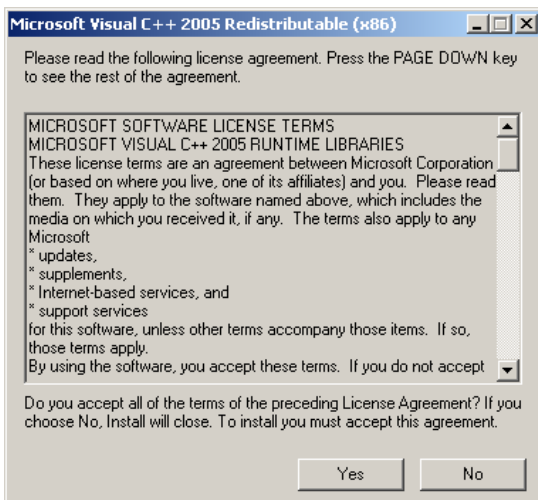 Microsoft Visual C++ 2005 Redistributable (x86)
Please read the following license agreement. Press the PAGE DOWN key
to see the rest of the agreement.
MICROSOFT SOFTWARE LICENSE TERMS
MICROSOFT VISUAL C++ 2005 RUNTIME LIBRARIES
These license terms are an agreement between Microsoft Corporation
(or based on where you live, one of its affiliates) and you.  Please read
them.  They apply to the software named above, which includes the
media on which you received it, if any.  The terms also apply to any
Microsoft
* updates,
* supplements,
* Internet-based services, and
* support services
for this software, unless other terms accompany those items.  If so,
those terms apply.
By using the software, you accept these terms.  If you do not accept
Do you accept all of the terms of the preceding License Agreement? If you
choose No, Install will close. To install you must accept this agreement.
Yes No